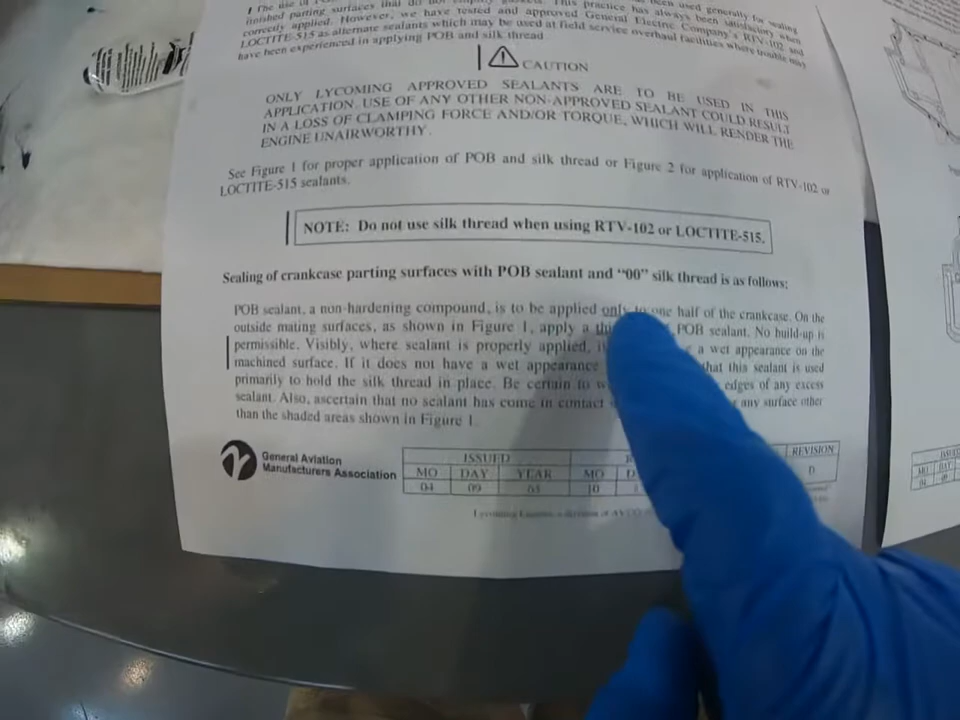 finished parting surfaces that do
This practice has always been satisfactory when
correctly applied. However, we have tested and approved General Electric Company's RTV-102 and
LOCTITE-515 as alternate sealants which may be used at field service overhaul facilities where trouble may
have been experienced in applying POB and silk thread.
CAUTION
ONLY LYCOMING APPROVED SEALANTS ARE TO BE USED IN THIS
APPLICATION. USE OF ANY OTHER NON-APPROVED SEALANT COULD RESULT
IN A LOSS OF CLAMPING FORCE AND/OR TORQUE, WHICH WILL RENDER THE
ENGINE UNAIRWORTHY.
See Figure 1 for proper application of POB and silk thread or Figure 2 for application of RTV-102 or
LOCTITE-515 sealants.
NOTE: Do not use silk thread when using RTV-102 or LOCTITE-515.
Sealing of crankcase parting surfaces with POB sealant and "00" silk thread is as follows:
POB sealant, a non-hardening compound, is to be applied only to one half of the crankcase. On the
outside mating surfaces, as shown in Figure 1, apply a POB sealant. No build-up is
permissible. Visibly, where sealant is properly applied, a wet appearance on the
machined surface. If it does not have a wet appearance that this sealant is used
primarily to hold the silk thread in place. Be certain to edges of any excess
sealant. Also, ascertain that no sealant has come in contact any surface other
than the shaded areas shown in Figure 1.
General Aviation
Manufacturers Association
ISSUED REVISION
MO DAY YEAR MO
04 09 65 10 0